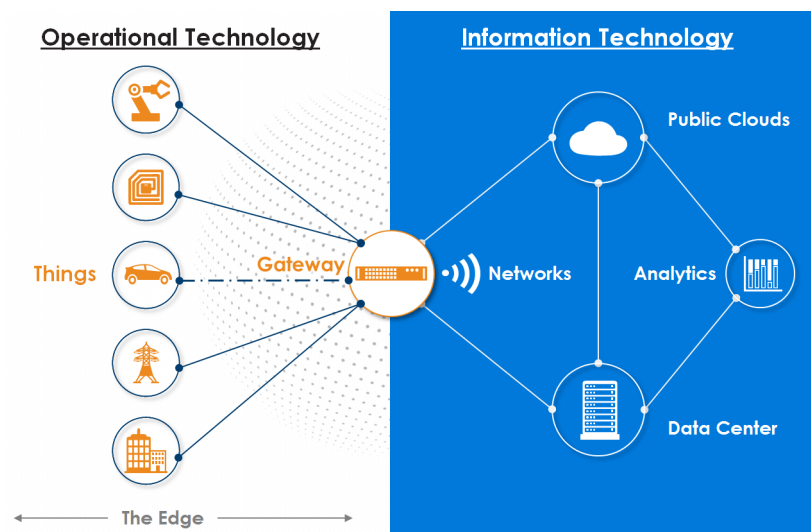 Operational Technology
Information Technology
Public Clouds
Things
Gateway
Networks
Analytics
Data Center
The Edge